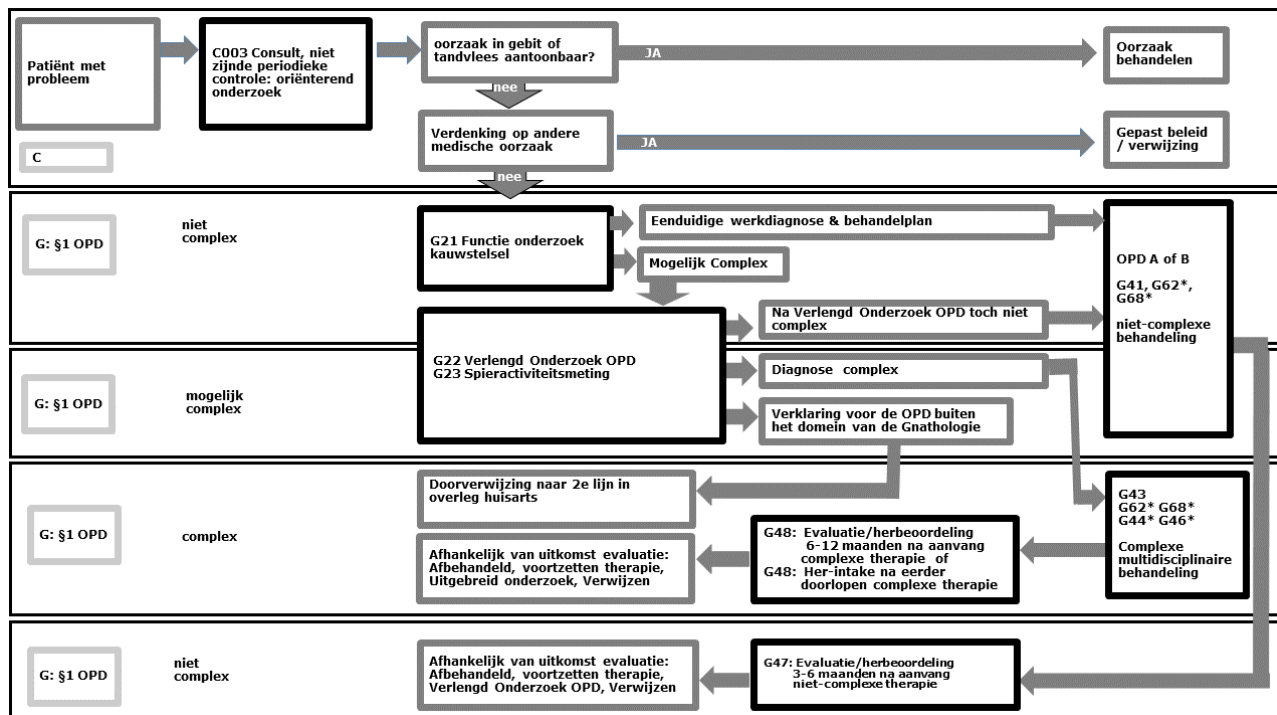 Patiënt met
probleem
C003 Consult, niet
zijnde periodieke
controle: oriënterend
onderzoek
oorzaak in gebit of
tandvlees aantoonbaar?
JA
Oorzaak
behandelen
nee
Verdenking op andere
medische oorzaak
JA
Gepast beleid
/ verwijzing
C
nee
G: §1 OPD
niet
complex
G21 Functie onderzoek
kauwstelsel
Eenduidige werkdiagnose & behandelplan
Mogelijk Complex
OPD A of B
G41, G62*,
G68*
niet-complexe
behandeling
Na Verlengd Onderzoek OPD toch niet
complex
G22 Verlengd Onderzoek OPD
G23 Spieractiviteitsmeting
G: §1 OPD
mogelijk
complex
Diagnose complex
Verklaring voor de OPD buiten
het domein van de Gnathologie
G: §1 OPD
complex
Doorverwijzing naar 2e lijn in
overleg huisarts
Afhankelijk van uitkomst evaluatie:
Afbehandeld, voortzetten therapie,
Uitgebreid onderzoek, Verwijzen
G48: Evaluatie/herbeoordeling
6-12 maanden na aanvang
complexe therapie of
G48: Her-intake na eerder
doorlopen complexe therapie
G43
G62* G68*
G44* G46*
Complexe
multidisciplinaire
behandeling
G: §1 OPD
niet
complex
Afhankelijk van uitkomst evaluatie:
Afbehandeld, voortzetten therapie,
Verlengd Onderzoek OPD, Verwijzen
G47: Evaluatie/herbeoordeling
3-6 maanden na aanvang
niet-complexe therapie